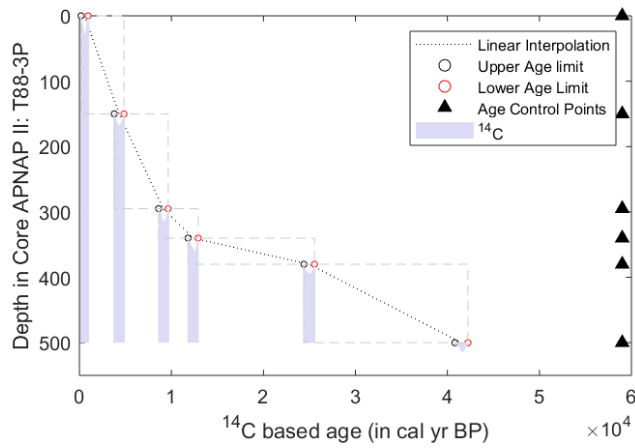 0
100
200
300
400
500
Depth in Core APNAP II: T88-3P
Linear Interpolation
Upper Age limit
Lower Age Limit
Age Control Points
¹⁴C
0 1 2 3 4 5 6
¹⁴C based age (in cal yr BP) ×10⁴